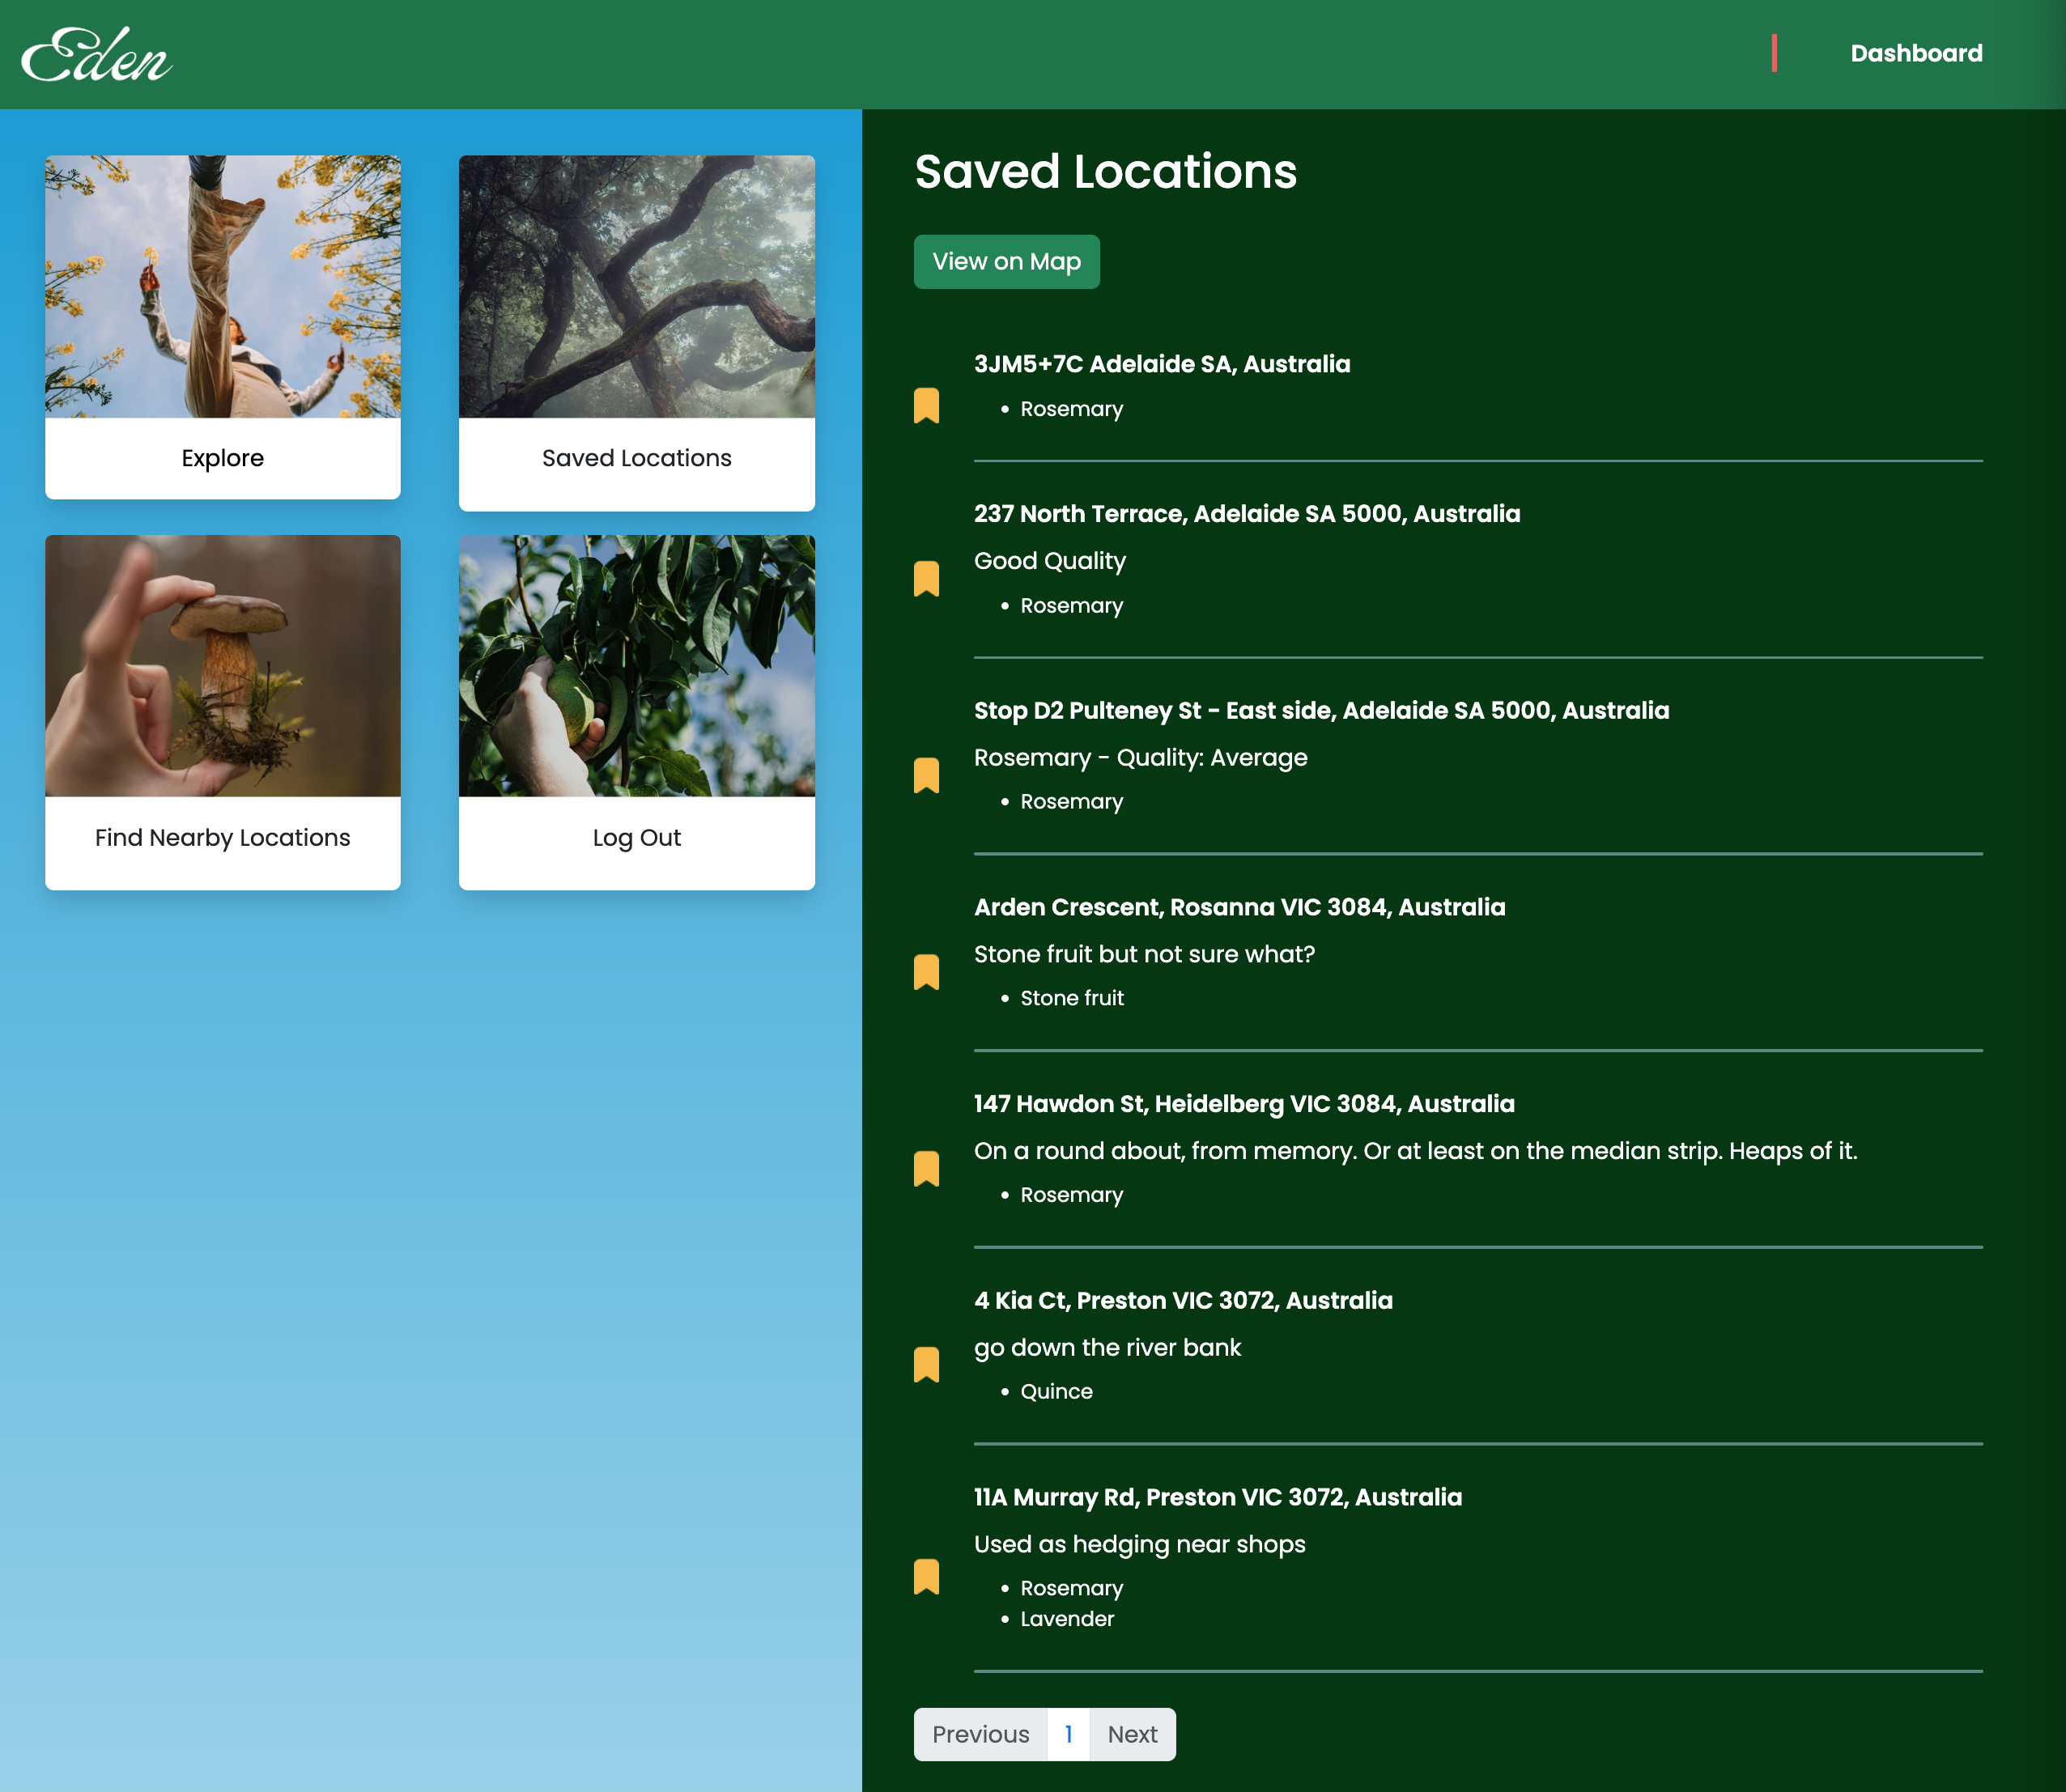 Eden
Dashboard
Explore
Saved Locations
Find Nearby Locations
Log Out
Saved Locations
View on Map
3JM5+7C Adelaide SA, Australia
• Rosemary
237 North Terrace, Adelaide SA 5000, Australia
Good Quality
• Rosemary
Stop D2 Pulteney St - East side, Adelaide SA 5000, Australia
Rosemary - Quality: Average
• Rosemary
Arden Crescent, Rosanna VIC 3084, Australia
Stone fruit but not sure what?
• Stone fruit
147 Hawdon St, Heidelberg VIC 3084, Australia
On a round about, from memory. Or at least on the median strip. Heaps of it.
• Rosemary
4 Kia Ct, Preston VIC 3072, Australia
go down the river bank
• Quince
11A Murray Rd, Preston VIC 3072, Australia
Used as hedging near shops
• Rosemary
• Lavender
Previous 1 Next